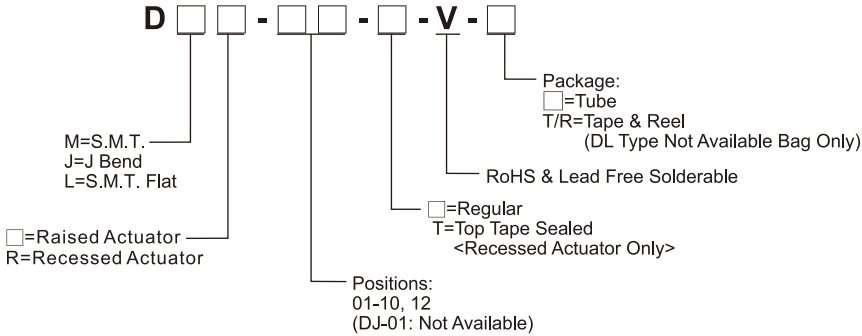 D□□-□□-□-V-□
Package:
□=Tube
T/R=Tape & Reel
(DL Type Not Available Bag Only)
M=S.M.T.
J=J Bend
L=S.M.T. Flat
RoHS & Lead Free Solderable
□=Regular
T=Top Tape Sealed
<Recessed Actuator Only>
□=Raised Actuator
R=Recessed Actuator
Positions:
01-10, 12
(DJ-01: Not Available)